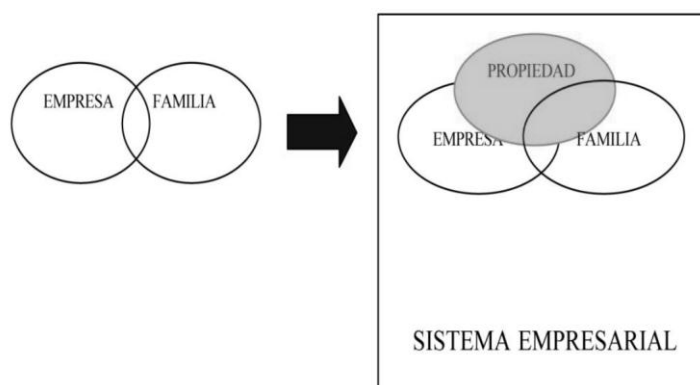 EMPRESA
FAMILIA
PROPIEDAD
EMPRESA
FAMILIA
SISTEMA EMPRESARIAL